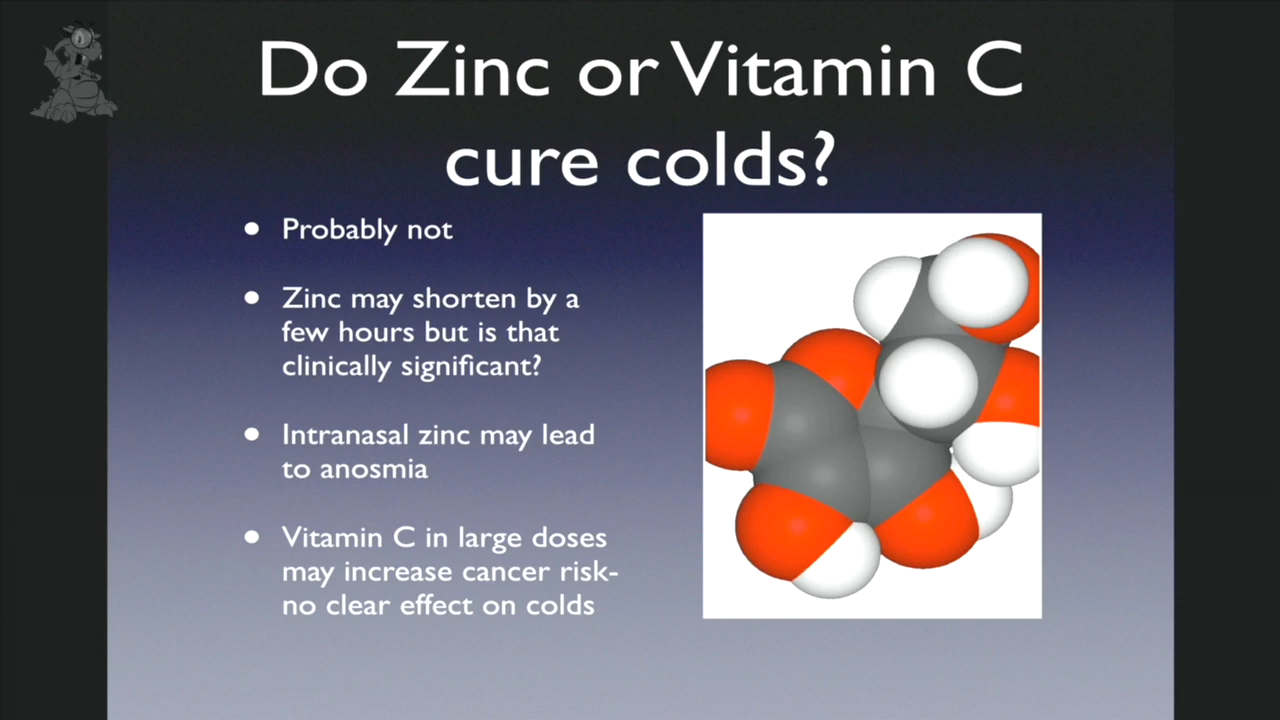 Do Zinc or Vitamin C
cure colds?
• Probably not
• Zinc may shorten by a
few hours but is that
clinically significant?
• Intranasal zinc may lead
to anosmia
• Vitamin C in large doses
may increase cancer risk-
no clear effect on colds